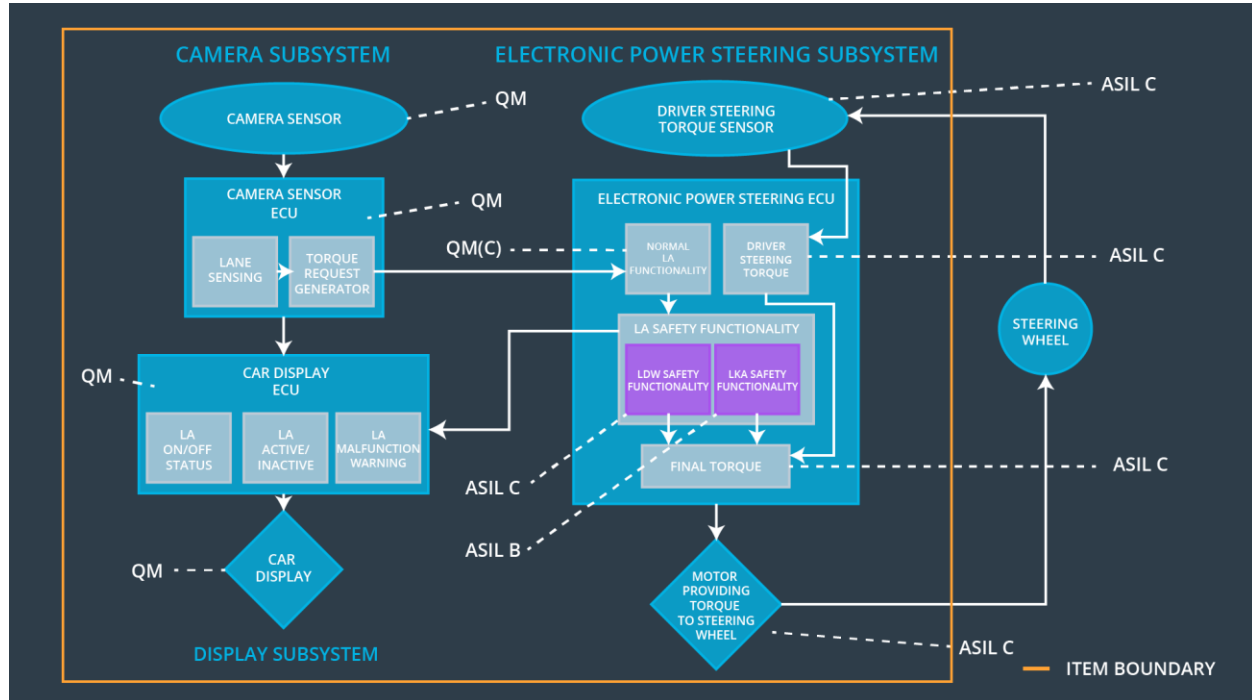 CAMERA SUBSYSTEM
ELECTRONIC POWER STEERING SUBSYSTEM
CAMERA SENSOR
QM
DRIVER STEERING
TORQUE SENSOR
ASIL C
CAMERA SENSOR
ECU
QM
LANE
SENSING
TORQUE
REQUEST
GENERATOR
ELECTRONIC POWER STEERING ECU
QM(C)
NORMAL
LA
FUNCTIONALITY
DRIVER
STEERING
TORQUE
ASIL C
STEERING
WHEEL
LA SAFETY FUNCTIONALITY
LDW SAFETY
FUNCTIONALITY
LKA SAFETY
FUNCTIONALITY
QM
CAR DISPLAY
ECU
LA
ON/OFF
STATUS
LA
ACTIVE/
INACTIVE
LA
MALFUNCTION
WARNING
FINAL TORQUE
ASIL C
ASIL C
ASIL B
QM
CAR
DISPLAY
MOTOR
PROVIDING
TORQUE
TO STEERING
WHEEL
ASIL C
DISPLAY SUBSYSTEM
ITEM BOUNDARY